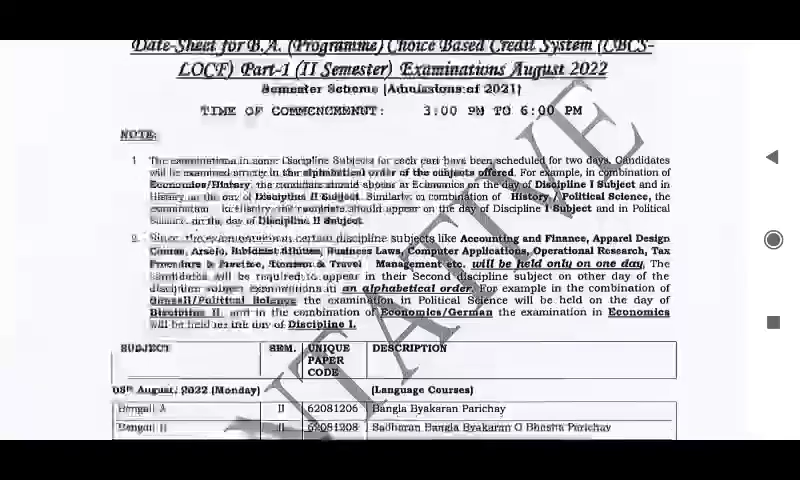 Date-Sheet for B.A. (Programme) Choice Based Credit System (CBCS-
LOCF) Part-1 (II Semester) Examinations August 2022
Semester Scheme (Admissions of 2021)
TIME OF COMMENCEMENT: 3:00 PM TO 6:00 PM
NOTE:
1 The examinations in some Discipline Subjects for each part have been scheduled for two days. Candidates
will be examined strictly in the alphabetical order of the subjects offered. For example, in combination of
Economics/History, the candidate should appear in Economics on the day of Discipline I Subject and in
History on the day of Discipline II Subject. Similarly, in combination of History / Political Science, the
examination in History, the candidate should appear on the day of Discipline I Subject and in Political
Science, on the day of Discipline II Subject
2. Since, the examinations in certain discipline subjects like Accounting and Finance, Apparel Design
Business Laws, Computer Applications, Operational Research, Tax
Procedure & Practice, Tourism & Travel Management etc. will be held only on one day, The
candidates will be required to appear in their Second discipline subject on other day of the
discipline subject examinations in an alphabetical order. For example in the combination of
/Political Science the examination in Political Science will be held on the day of
Discipline II, and in the combination of Economics/German the examination in Economics
will be held on the day of Discipline I.
SUBJECT SEM. UNIQUE PAPER CODE DESCRIPTION
August, 2022 (Monday) (Language Courses)
Bengali A II 62081206 Bangla Byakaran Parichay
Bengali II 62081208 Sadharan Bangla Byakaran O Bhasha Parichay
NTATIVE